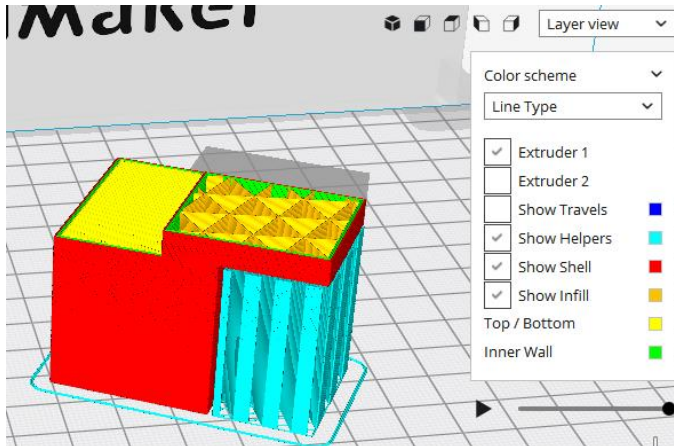 Maker
Layer view
Color scheme
Line Type
Extruder 1
Extruder 2
Show Travels
Show Helpers
Show Shell
Show Infill
Top / Bottom
Inner Wall